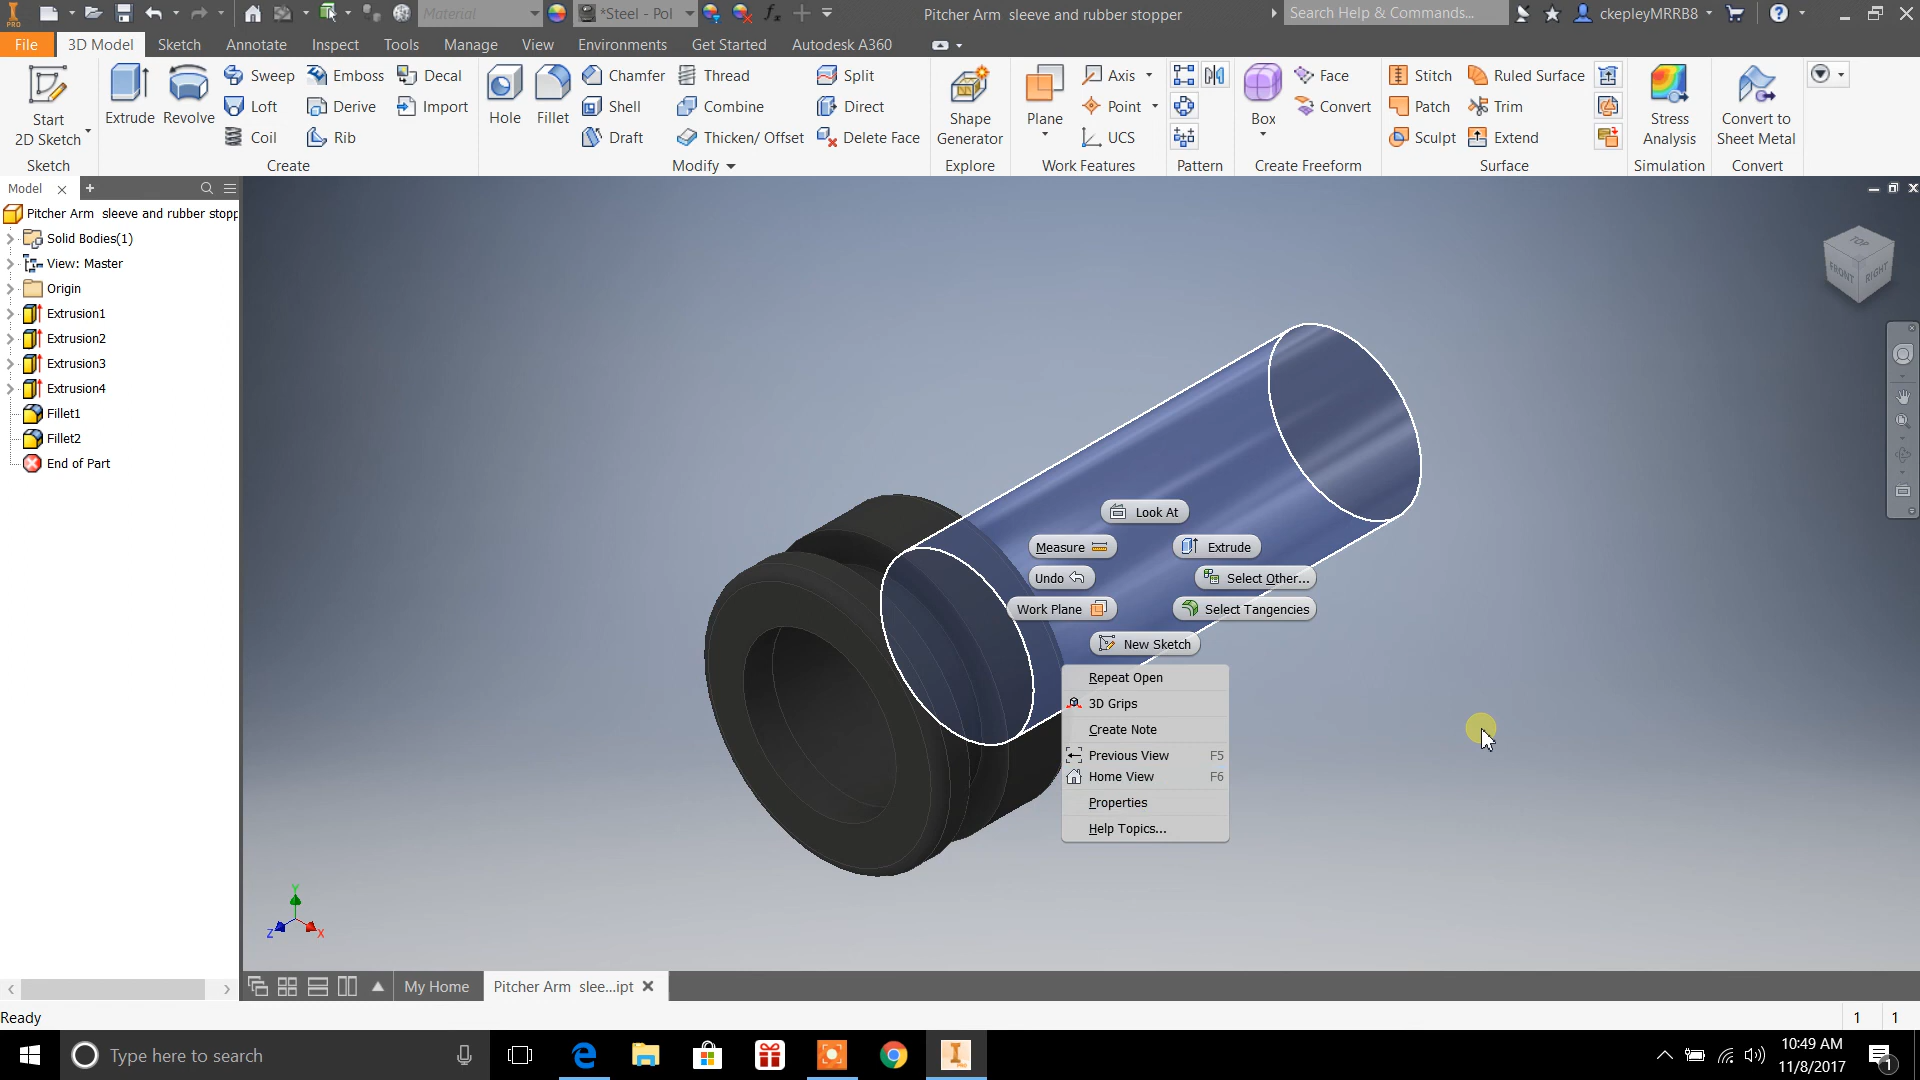 PRO
Material
*Steel - Pol
Pitcher Arm sleeve and rubber stopper
Search Help & Commands...
ckepleyMRRB8
File
3D Model
Sketch
Annotate
Inspect
Tools
Manage
View
Environments
Get Started
Autodesk A360
Start
2D Sketch
Extrude
Revolve
Sweep
Loft
Coil
Emboss
Derive
Rib
Decal
Import
Hole
Fillet
Chamfer
Shell
Draft
Thread
Combine
Thicken/ Offset
Split
Direct
Delete Face
Shape
Generator
Plane
Axis
Point
UCS
Box
Face
Convert
Stitch
Patch
Sculpt
Ruled Surface
Trim
Extend
Stress
Analysis
Convert to
Sheet Metal
Sketch
Create
Modify
Explore
Work Features
Pattern
Create Freeform
Surface
Simulation
Convert
Model
Pitcher Arm sleeve and rubber stopp
Solid Bodies(1)
View: Master
Origin
Extrusion1
Extrusion2
Extrusion3
Extrusion4
Fillet1
Fillet2
End of Part
TOP
FRONT
RIGHT
Look At
Measure
Extrude
Undo
Select Other...
Work Plane
Select Tangencies
New Sketch
Repeat Open
3D Grips
Create Note
Previous View F5
Home View F6
Properties
Help Topics...
Y
Z
X
My Home
Pitcher Arm slee...ipt
Ready
1 1
Type here to search
10:49 AM
11/8/2017
1